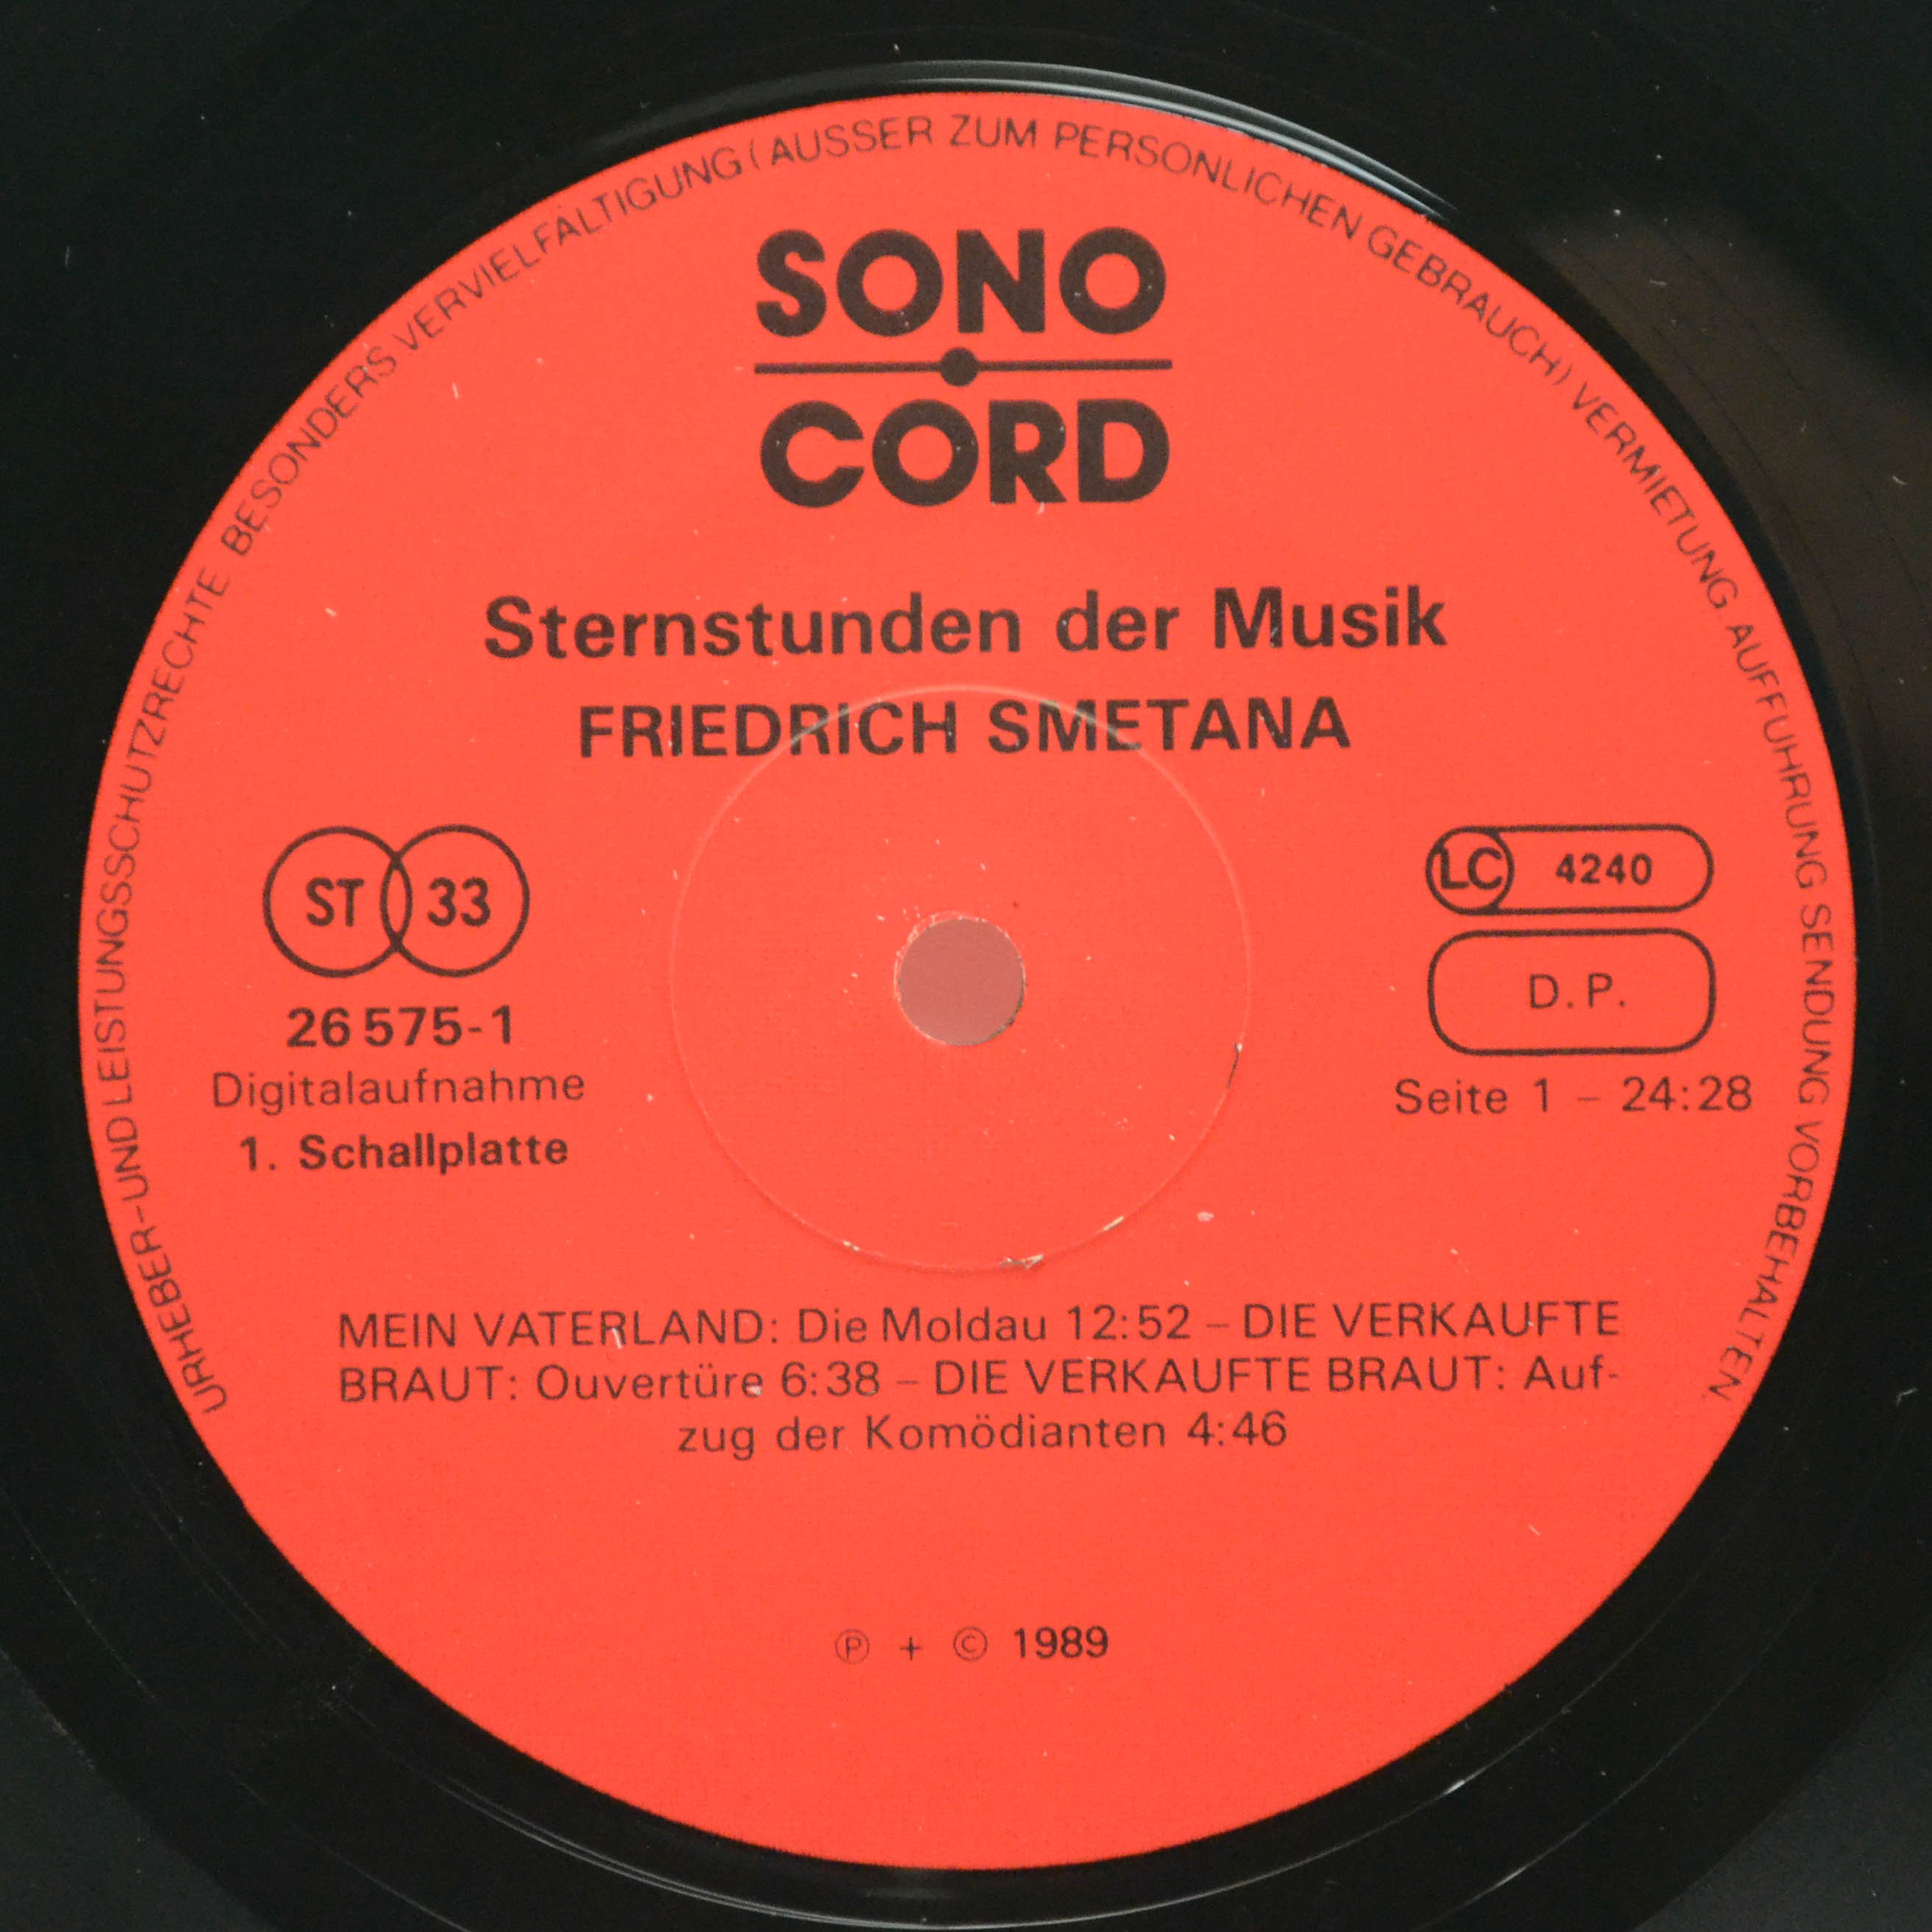 URHEBER-UND LEISTUNGSSCHUTZRECHTE BESONDERS VERVIELFÄLTIGUNG (AUSSER ZUM PERSONLICHEN GEBRAUCH) VERMIETUNG AUFFUHRUNG SENDUNG VORBEHALTEN
SONO
CORD
Sternstunden der Musik
FRIEDRICH SMETANA
ST 33
26 575-1
Digitalaufnahme
1. Schallplatte
LC 4240
D.P.
Seite 1 – 24:28
MEIN VATERLAND: Die Moldau 12:52 – DIE VERKAUFTE
BRAUT: Ouvertüre 6:38 – DIE VERKAUFTE BRAUT: Auf-
zug der Komödianten 4:46
Ⓟ + © 1989